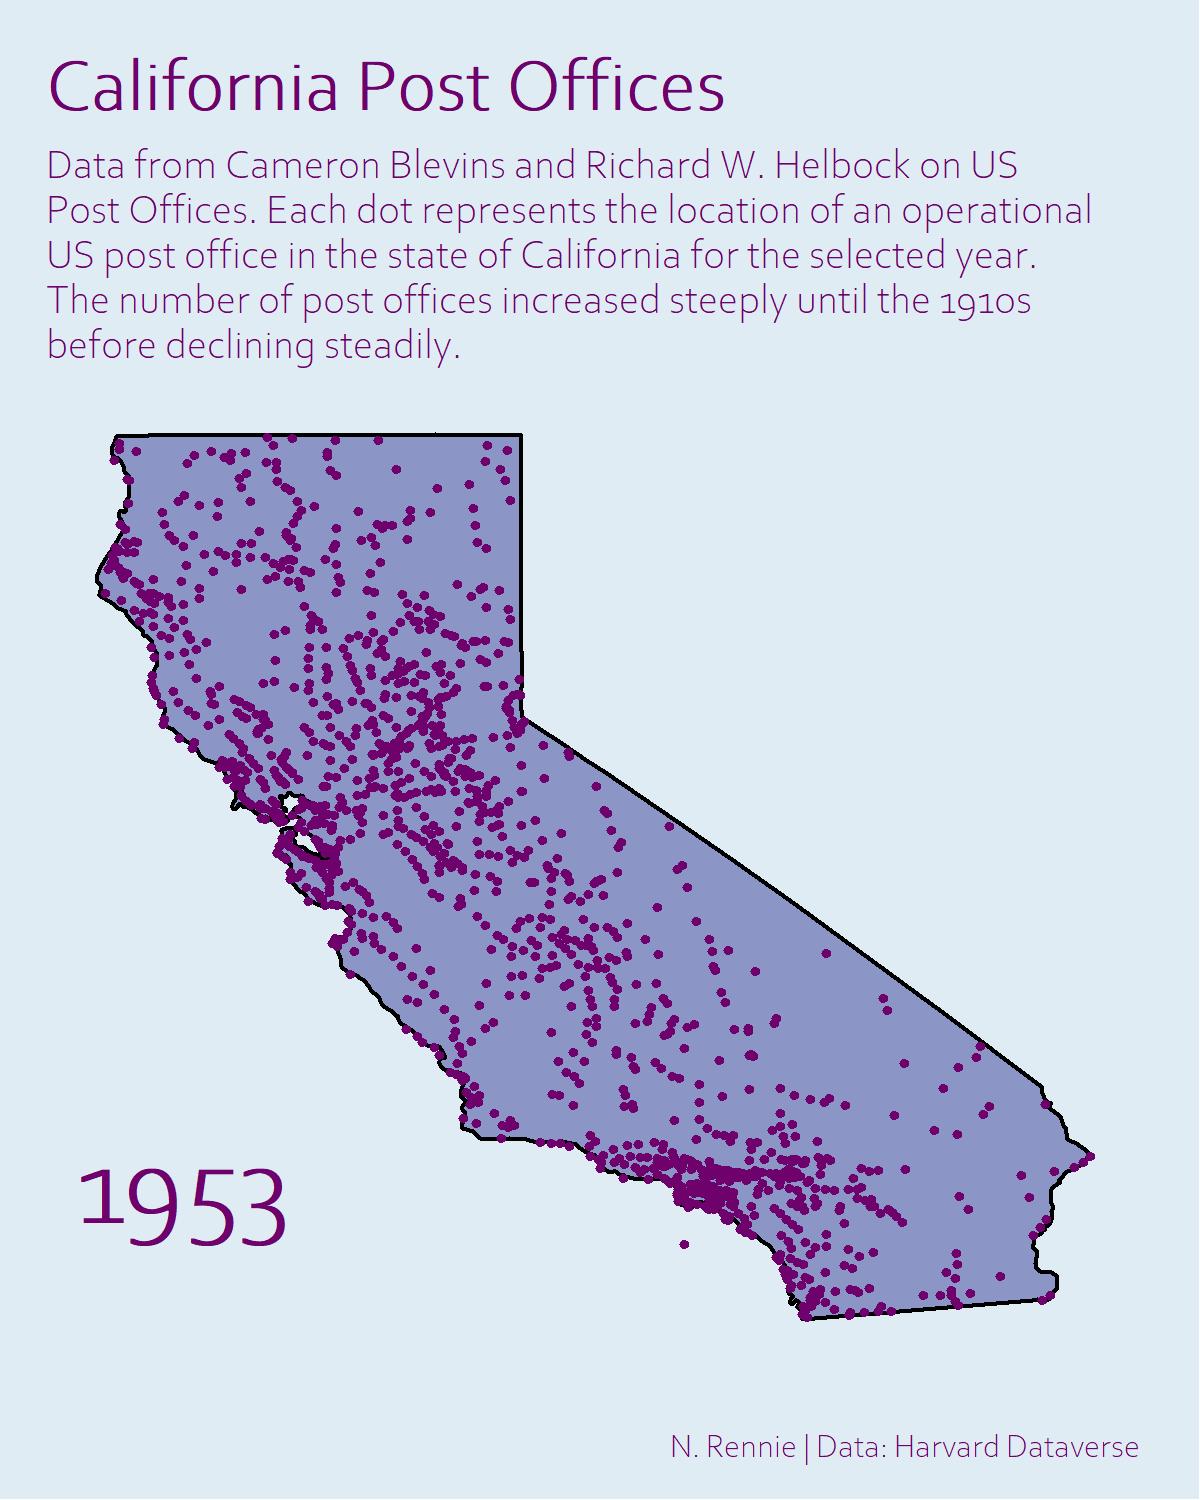 California Post Offices
Data from Cameron Blevins and Richard W. Helbock on US
Post Offices. Each dot represents the location of an operational
US post office in the state of California for the selected year.
The number of post offices increased steeply until the 1910s
before declining steadily.
1953
N. Rennie | Data: Harvard Dataverse